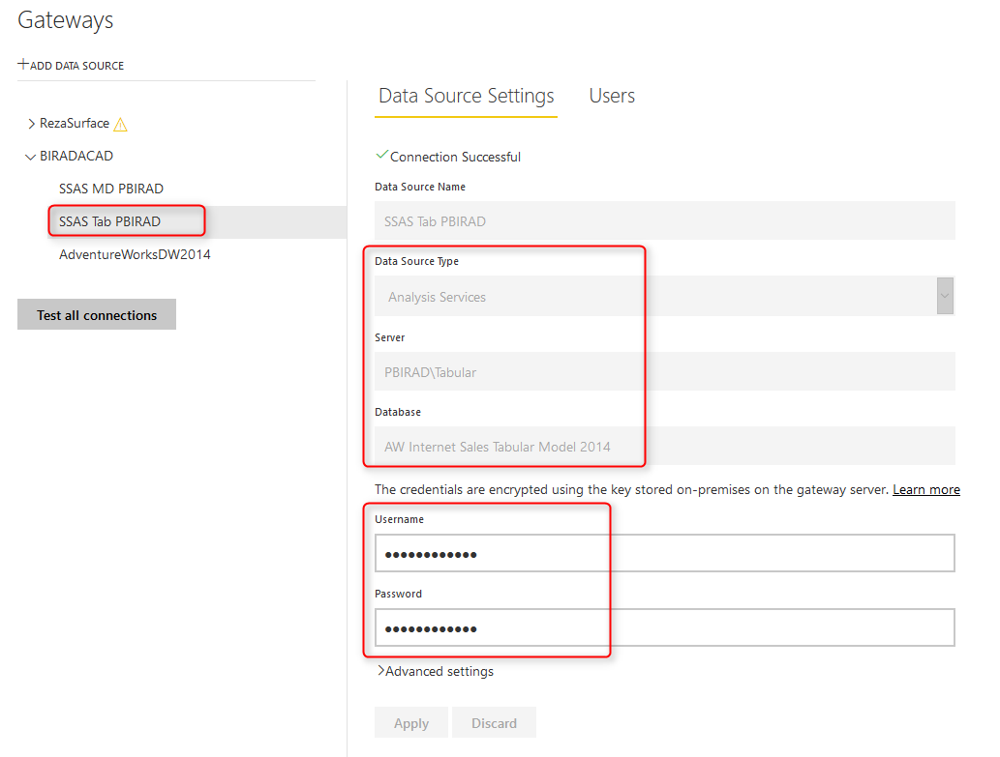 Gateways
+ADD DATA SOURCE
RezaSurface
BIRADACAD
SSAS MD PBIRAD
SSAS Tab PBIRAD
AdventureWorksDW2014
Test all connections
Data Source Settings
Users
Connection Successful
Data Source Name
SSAS Tab PBIRAD
Data Source Type
Analysis Services
Server
PBIRAD\Tabular
Database
AW Internet Sales Tabular Model 2014
The credentials are encrypted using the key stored on-premises on the gateway server. Learn more
Username
●●●●●●●●●●●●
Password
●●●●●●●●●●●●
Advanced settings
Apply
Discard